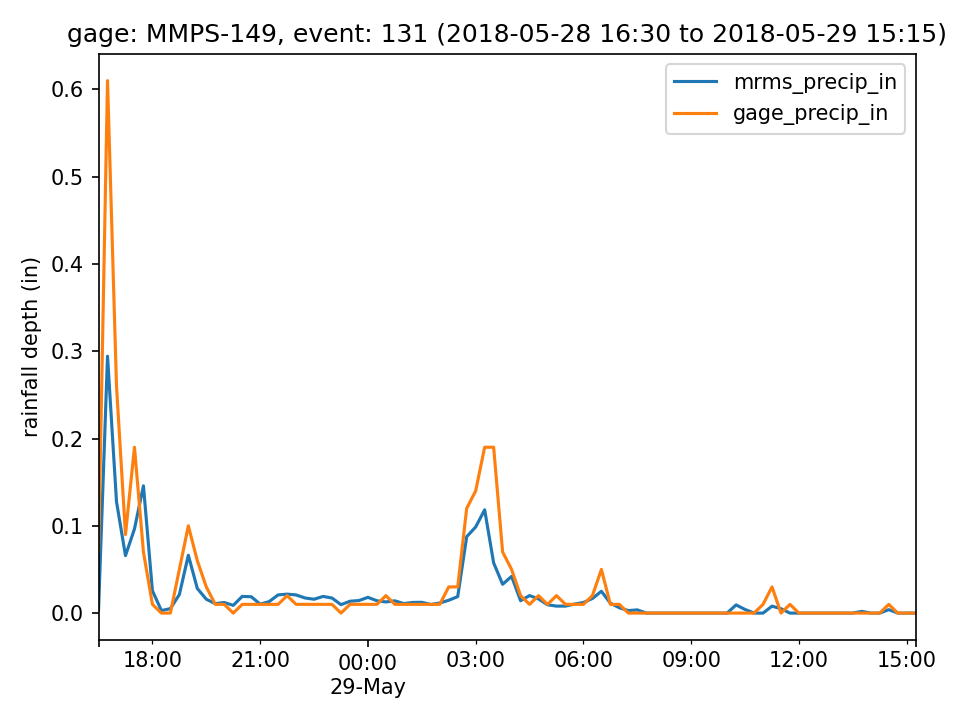 gage: MMPS-149, event: 131 (2018-05-28 16:30 to 2018-05-29 15:15)
mrms_precip_in
gage_precip_in
rainfall depth (in)
0.6
0.5
0.4
0.3
0.2
0.1
0.0
18:00 21:00 00:00 03:00 06:00 09:00 12:00 15:00
29-May